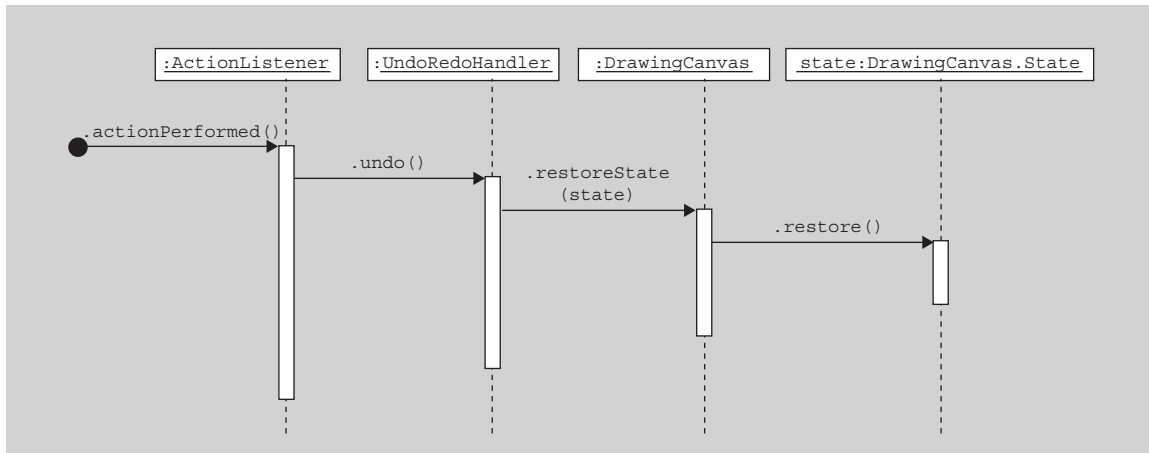 :ActionListener
:UndoRedoHandler
:DrawingCanvas
state:DrawingCanvas.State
.actionPerformed()
.undo()
.restoreState
(state)
.restore()